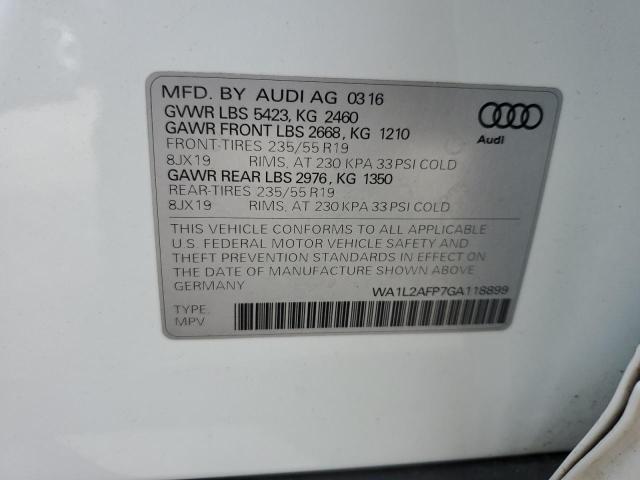 MFD. BY AUDI AG 0316
GVWR LBS 5423, KG 2460
GAWR FRONT LBS 2668, KG 1210
FRONT-TIRES 235/55 R19
8JX19 RIMS, AT 230 KPA 33 PSI COLD
GAWR REAR LBS 2976, KG 1350
REAR-TIRES 235/55 R19
8JX19 RIMS, AT 230 KPA 33 PSI COLD
Audi
THIS VEHICLE CONFORMS TO ALL APPLICABLE
U.S. FEDERAL MOTOR VEHICLE SAFETY AND
THEFT PREVENTION STANDARDS IN EFFECT ON
THE DATE OF MANUFACTURE SHOWN ABOVE
GERMANY WA1L2AFP7GA118899
TYPE:
MPV